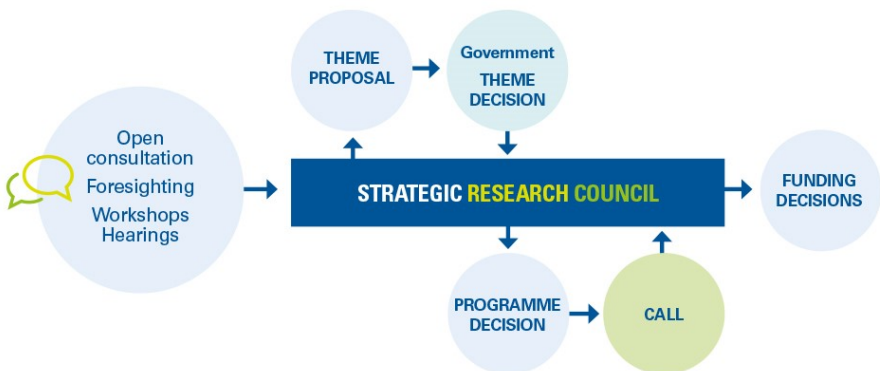 Open
consultation
Foresighting
Workshops
Hearings
THEME
PROPOSAL
Government
THEME
DECISION
STRATEGIC RESEARCH COUNCIL
PROGRAMME
DECISION
CALL
FUNDING
DECISIONS